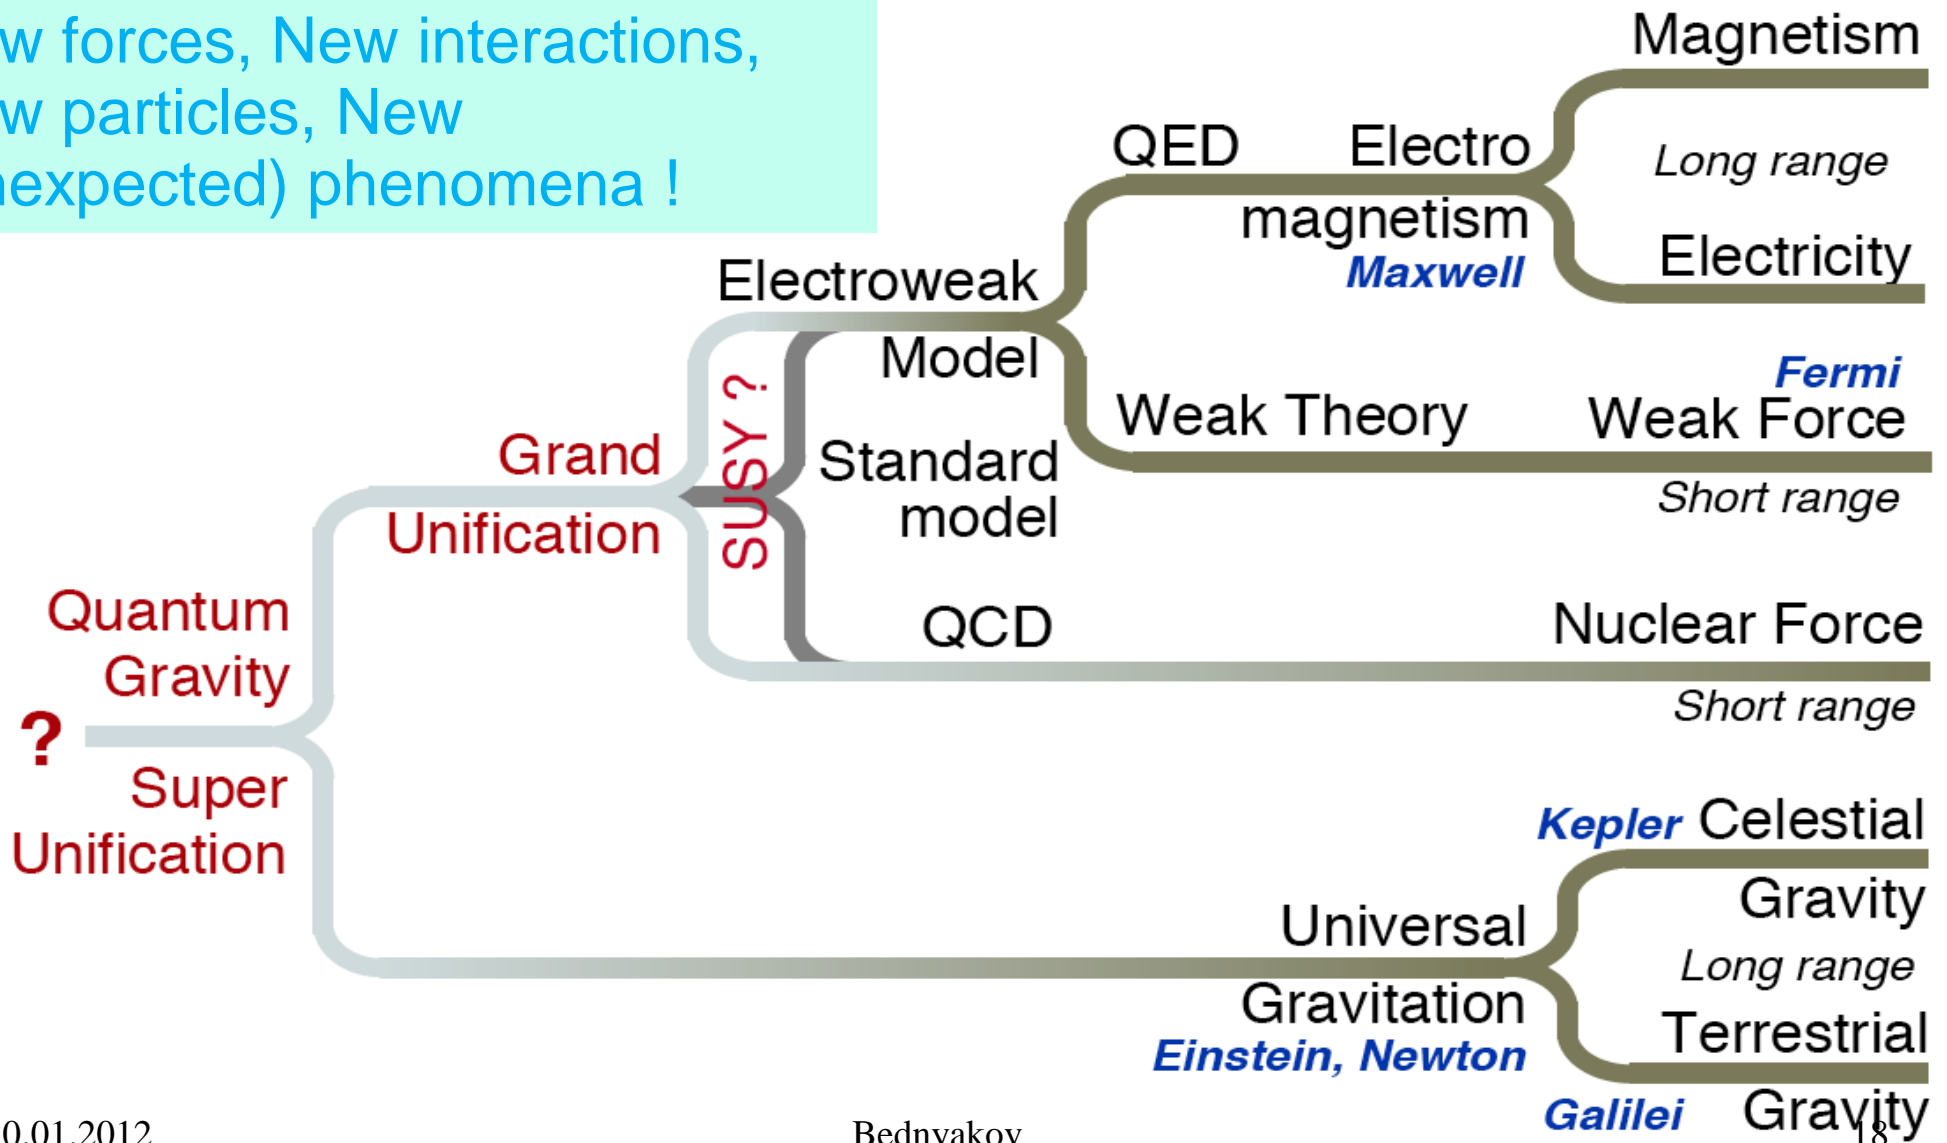 w forces, New interactions,
w particles, New
nexpected) phenomena !
Magnetism
QED
Electro
magnetism
Maxwell
Long range
Electricity
Electroweak
Model
Fermi
Weak Theory
Weak Force
Short range
SUSY ?
Grand
Unification
Standard
model
QCD
Nuclear Force
Short range
Quantum
Gravity
?
Super
Unification
Kepler Celestial
Gravity
Long range
Universal
Gravitation
Einstein, Newton
Terrestrial
Galilei Gravity
0.01.2012
Bednyakov
18